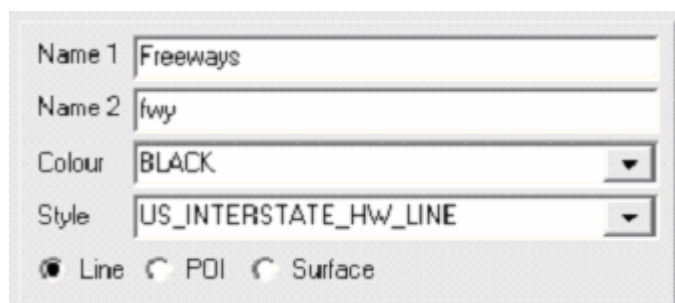 Name 1 Freeways
Name 2 fwy
Colour BLACK
Style US_INTERSTATE_HW_LINE
Line POI Surface